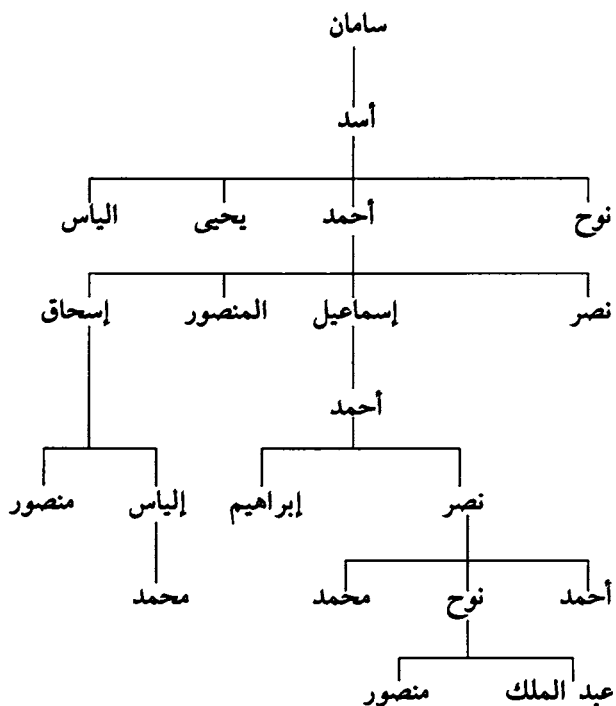 سامان
أسد
نوح أحمد يحيى الياس
نصر إسماعيل المنصور إسحاق
أحمد
نصر إبراهيم إلياس منصور
أحمد نوح محمد محمد
عبد الملك منصور